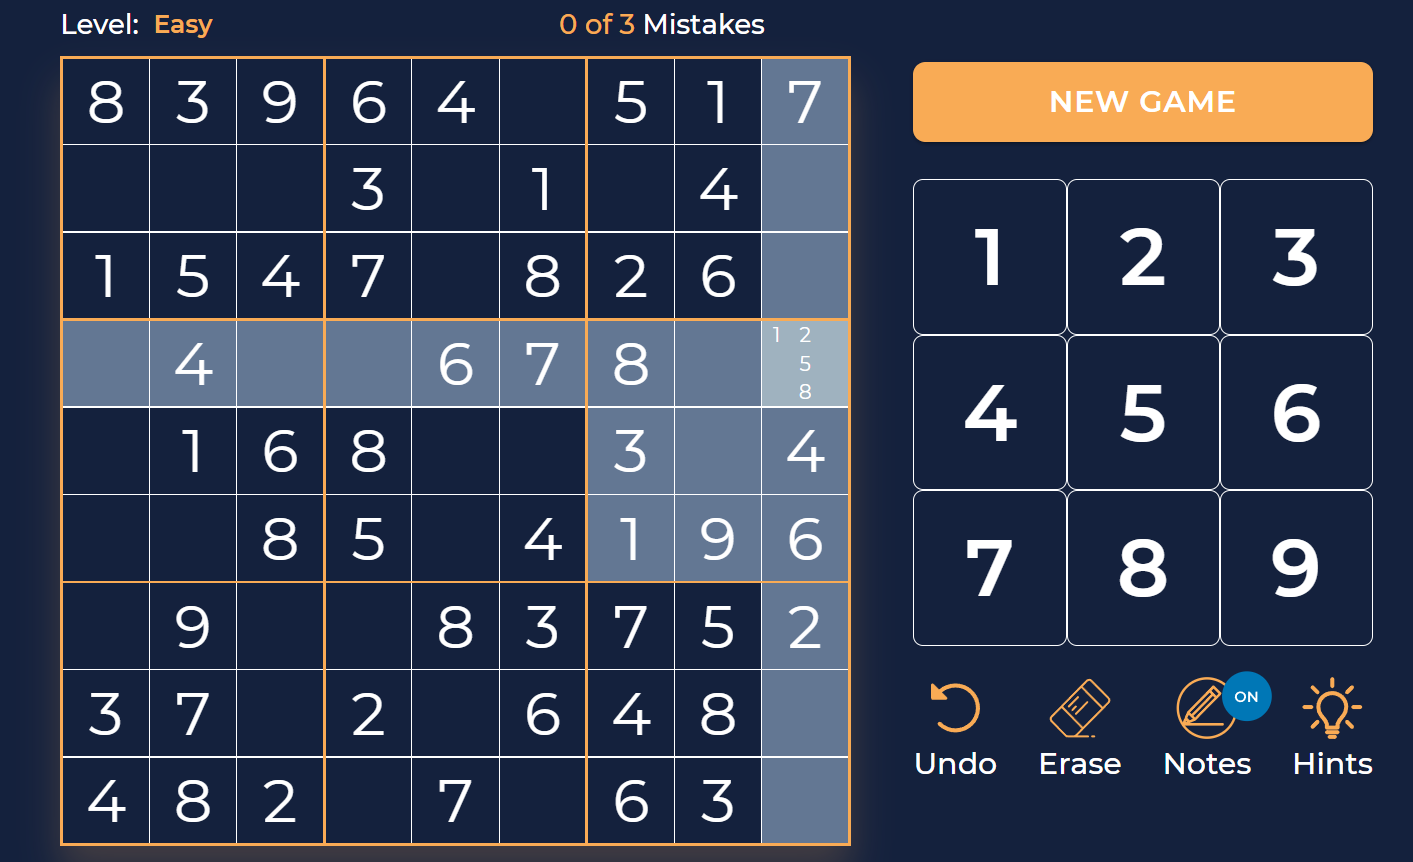 Level: Easy
0 of 3 Mistakes
8 3 9 6 4 5 1 7
3 1 4
1 5 4 7 8 2 6
4 6 7 8 1 2 5 8
1 6 8 3 4
8 5 4 1 9 6
9 8 3 7 5 2
3 7 2 6 4 8
4 8 2 7 6 3
NEW GAME
1 2 3
4 5 6
7 8 9
ON
Undo Erase Notes Hints